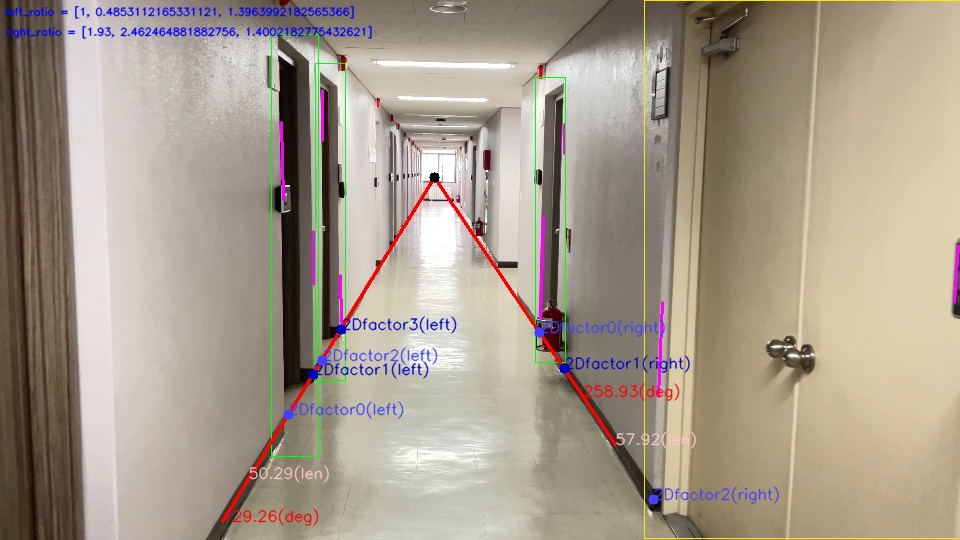 left_ratio = [1, 0.4853112165331121, 1.3963992182565366]
right_ratio = [1.93, 2.462464881882756, 1.4002182775432621]
2Dfactor3(left)
2Dfactor0(right)
2Dfactor2(left)
2Dfactor1(left)
2Dfactor1(right)
258.93(deg)
2Dfactor0(left)
57.92(len)
50.29(len)
2Dfactor2(right)
29.26(deg)